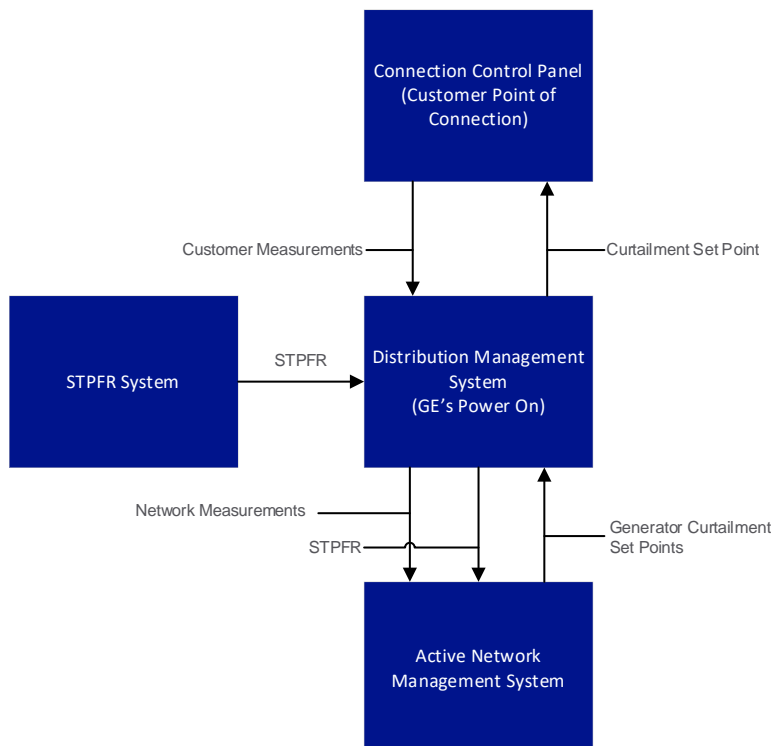 Connection Control Panel
(Customer Point of
Connection)
Customer Measurements
Curtailment Set Point
STPFR System
STPFR
Distribution Management
System
(GE’s Power On)
Network Measurements
STPFR
Generator Curtailment
Set Points
Active Network
Management System